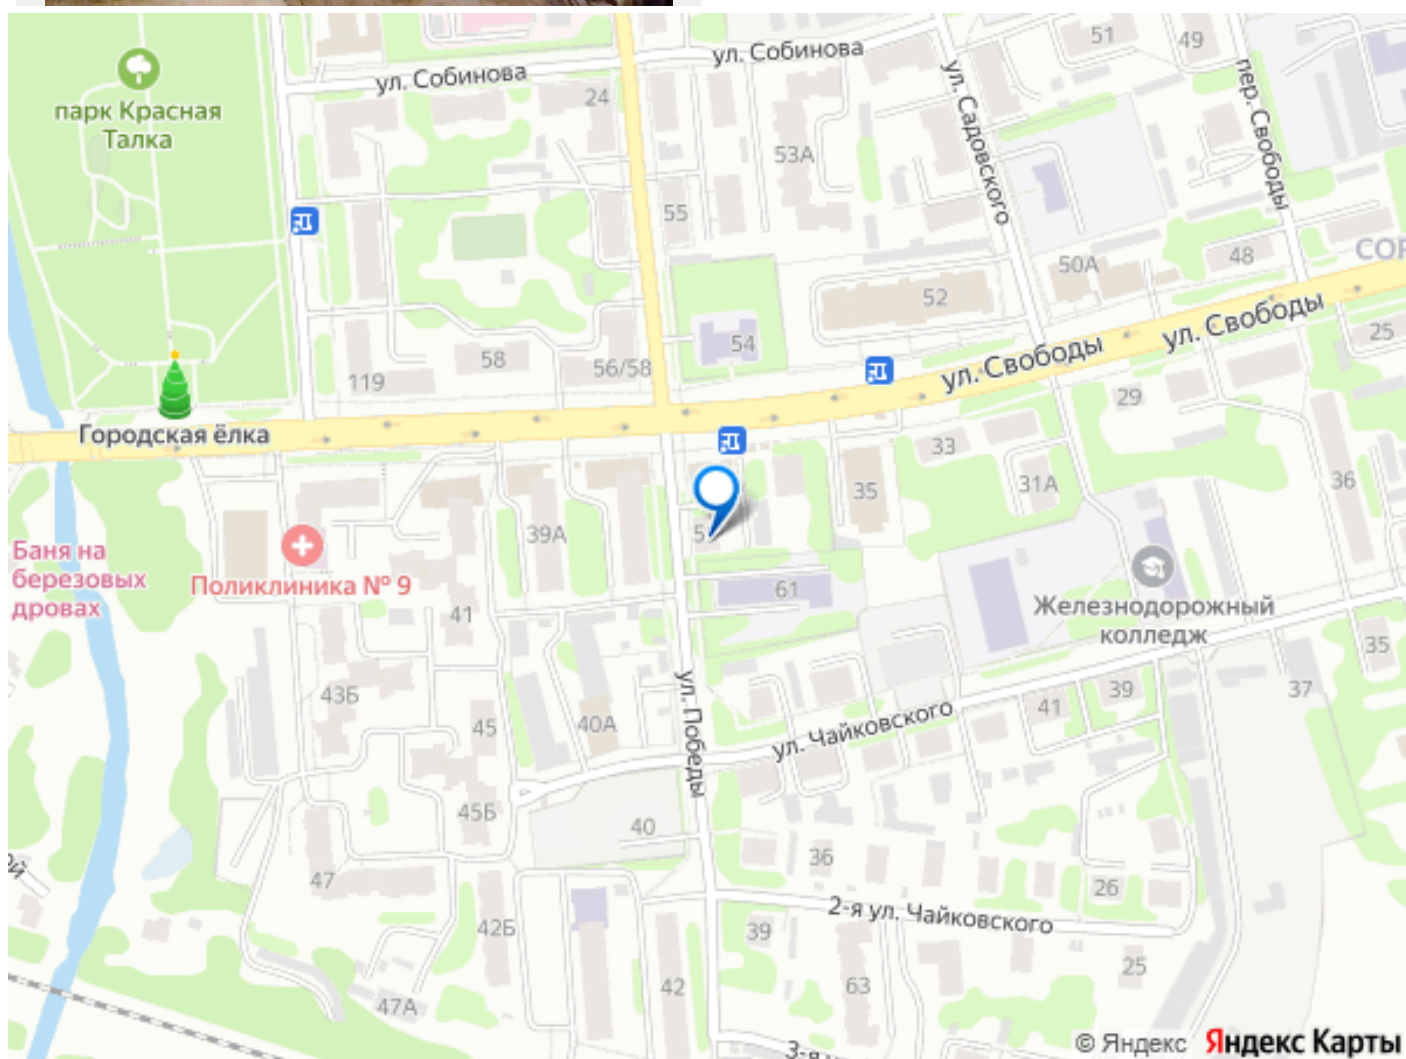 ул. Собинова
51
49
ул. Собинова
24
парк Красная
Талка
ул. Садовского
пер. Свободы
53А
55
48
50А
52
ул. Свободы
25
54
ул. Свободы
58
56/58
119
29
Городская ёлка
33
36
31А
35
39А
Баня на
березовых
дровах
Поликлиника № 9
61
41
Железнодорожный
колледж
35
43Б
39
37
41
45
40А
ул. Победы
ул. Чайковского
45Б
40
36
47
26
2-я ул. Чайковского
42Б
39
25
42
63
47А
© Яндекс Яндекс Карты